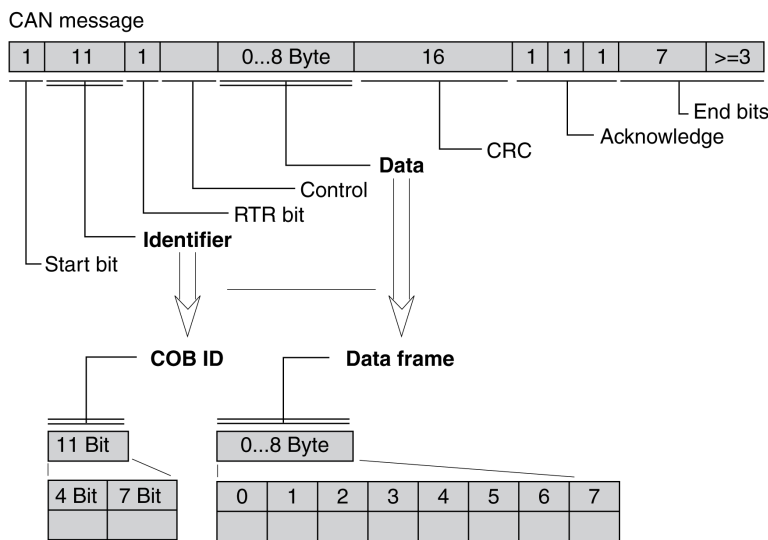 CAN message
1 11 1 0...8 Byte 16 1 1 1 7 >=3
End bits
Acknowledge
CRC
Data
Control
RTR bit
Identifier
Start bit
COB ID Data frame
11 Bit 0...8 Byte
4 Bit 7 Bit 0 1 2 3 4 5 6 7